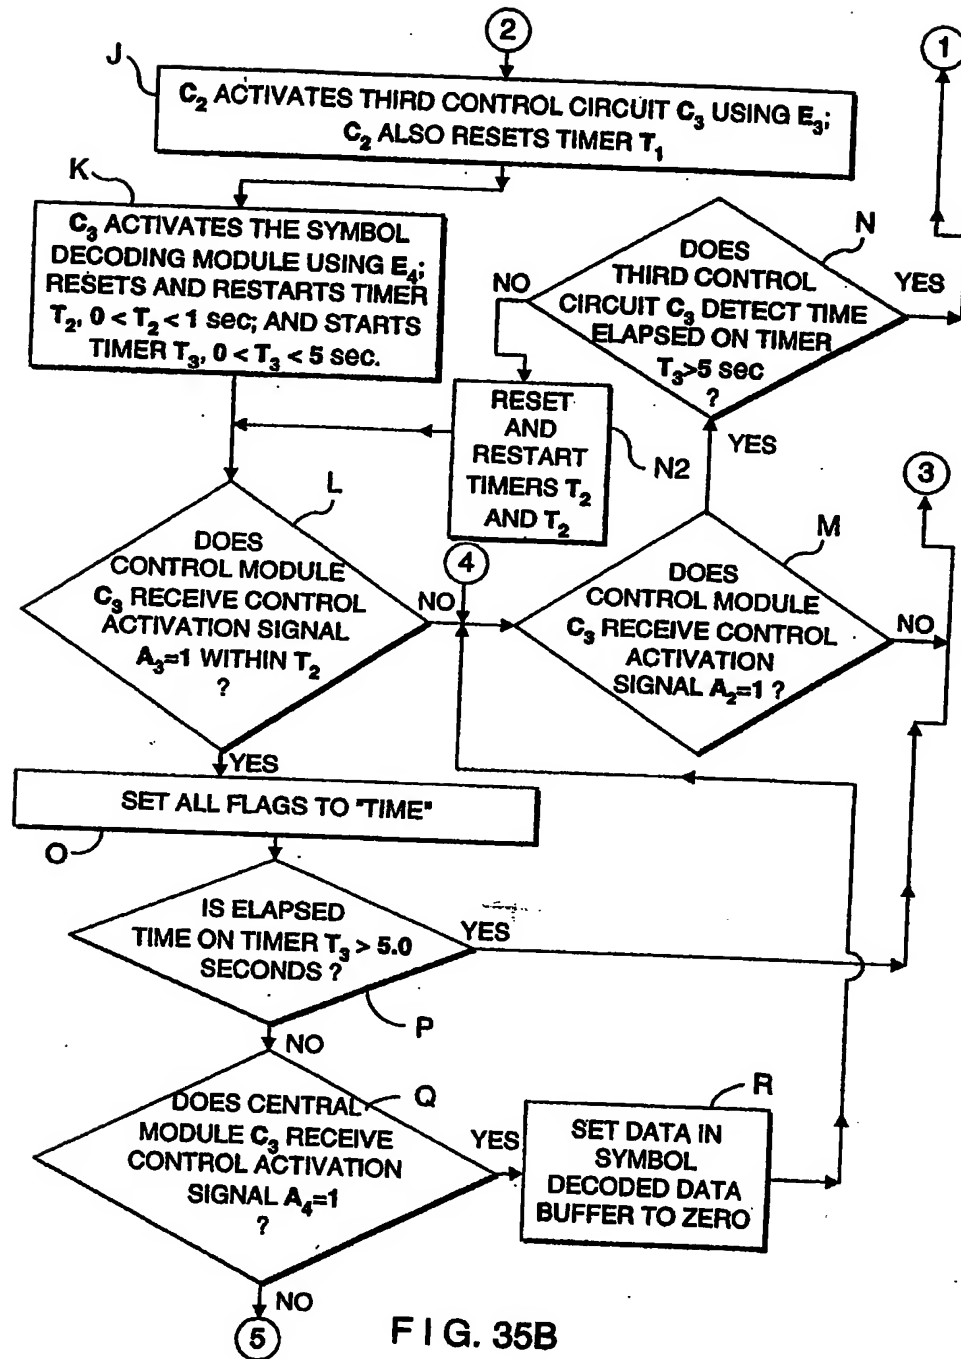 2
1
J
C2 ACTIVATES THIRD CONTROL CIRCUIT C3 USING E3;
C2 ALSO RESETS TIMER T1
K
C3 ACTIVATES THE SYMBOL
DECODING MODULE USING E4;
RESETS AND RESTARTS TIMER
T2, 0 < T2 < 1 sec; AND STARTS
TIMER T3, 0 < T3 < 5 sec.
N
DOES
THIRD CONTROL
CIRCUIT C3 DETECT TIME
ELAPSED ON TIMER
T3>5 sec
?
NO
YES
RESET
AND
RESTART
TIMERS T2
AND T2
N2
YES
3
L
DOES
CONTROL MODULE
C3 RECEIVE CONTROL
ACTIVATION SIGNAL
A3=1 WITHIN T2
?
NO
4
M
DOES
CONTROL MODULE
C3 RECEIVE CONTROL
ACTIVATION
SIGNAL A2=1 ?
NO
YES
SET ALL FLAGS TO "TIME"
O
IS ELAPSED
TIME ON TIMER T3 > 5.0
SECONDS ?
YES
P
NO
DOES CENTRAL
MODULE C3 RECEIVE
CONTROL ACTIVATION
SIGNAL A4=1
?
Q
YES
R
SET DATA IN
SYMBOL
DECODED DATA
BUFFER TO ZERO
NO
5
FIG. 35B